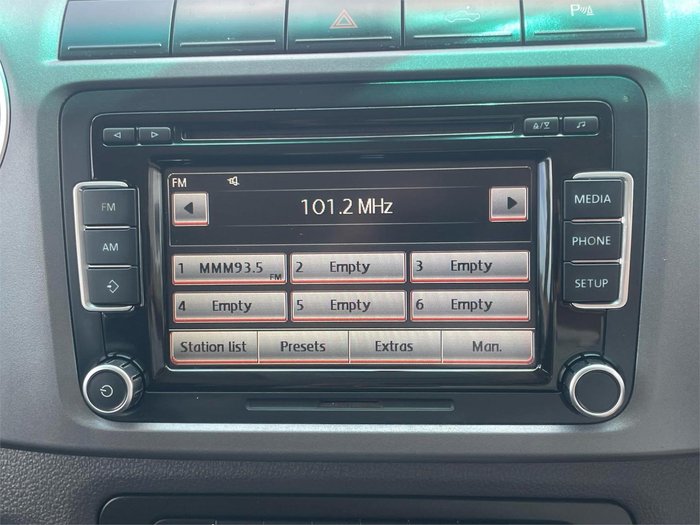 P
FM
101.2 MHz
FM
AM
MEDIA
PHONE
SETUP
1 MMM93.5 FM
2 Empty
3 Empty
4 Empty
5 Empty
6 Empty
Station list
Presets
Extras
Man.